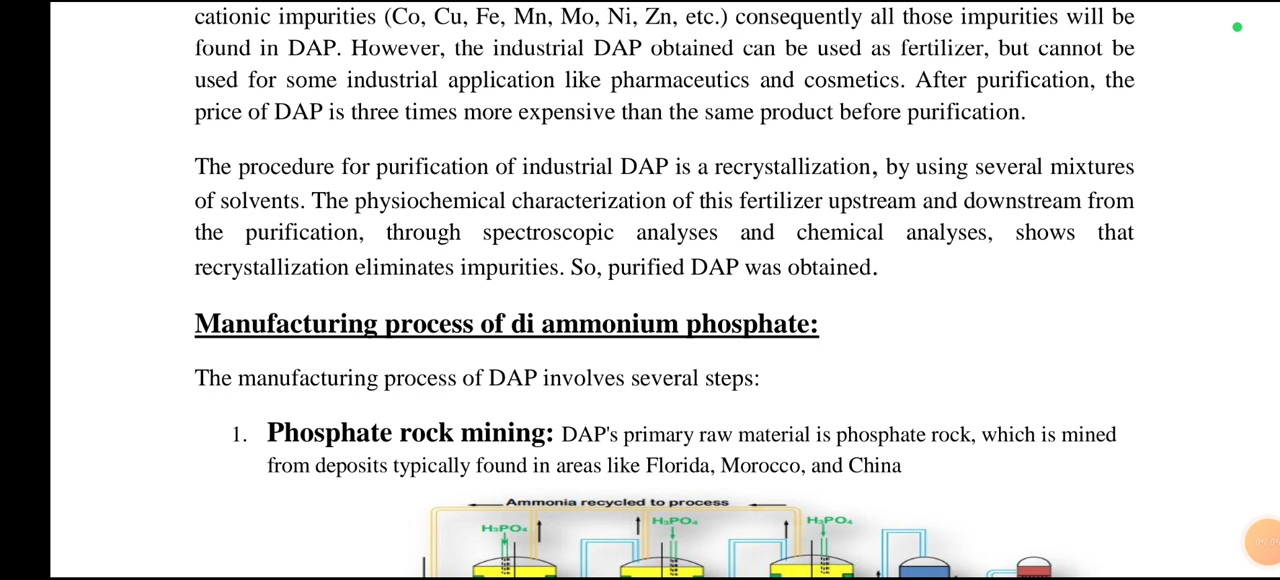 cationic impurities (Co, Cu, Fe, Mn, Mo, Ni, Zn, etc.) consequently all those impurities will be
found in DAP. However, the industrial DAP obtained can be used as fertilizer, but cannot be
used for some industrial application like pharmaceutics and cosmetics. After purification, the
price of DAP is three times more expensive than the same product before purification.
The procedure for purification of industrial DAP is a recrystallization, by using several mixtures
of solvents. The physiochemical characterization of this fertilizer upstream and downstream from
the purification, through spectroscopic analyses and chemical analyses, shows that
recrystallization eliminates impurities. So, purified DAP was obtained.
Manufacturing process of di ammonium phosphate:
The manufacturing process of DAP involves several steps:
1. Phosphate rock mining: DAP's primary raw material is phosphate rock, which is mined
from deposits typically found in areas like Florida, Morocco, and China
Ammonia recycled to process
H₃PO₄ H₃PO₄ H₃PO₄